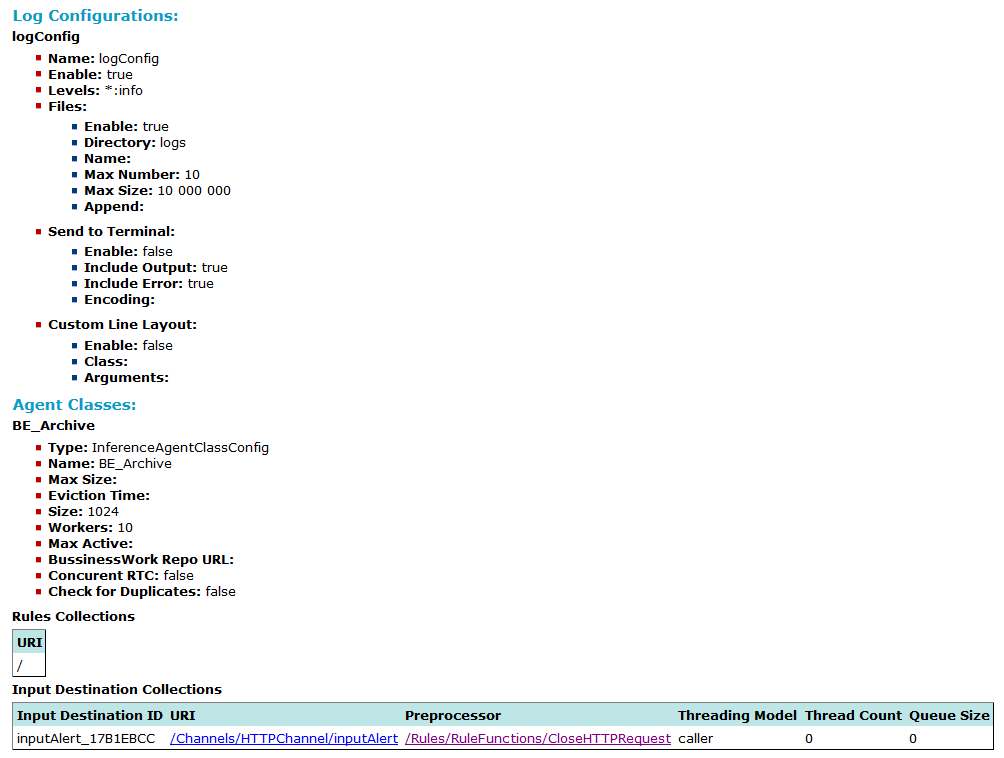 Log Configurations:
logConfig
Name: logConfig
Enable: true
Levels: *:info
Files:
Enable: true
Directory: logs
Name:
Max Number: 10
Max Size: 10 000 000
Append:
Send to Terminal:
Enable: false
Include Output: true
Include Error: true
Encoding:
Custom Line Layout:
Enable: false
Class:
Arguments:
Agent Classes:
BE_Archive
Type: InferenceAgentClassConfig
Name: BE_Archive
Max Size:
Eviction Time:
Size: 1024
Workers: 10
Max Active:
BussinessWork Repo URL:
Concurent RTC: false
Check for Duplicates: false
Rules Collections
URI
/
Input Destination Collections
Input Destination ID URI Preprocessor Threading Model Thread Count Queue Size
inputAlert_17B1EBCC /Channels/HTTPChannel/inputAlert /Rules/RuleFunctions/CloseHTTPRequest caller 0 0